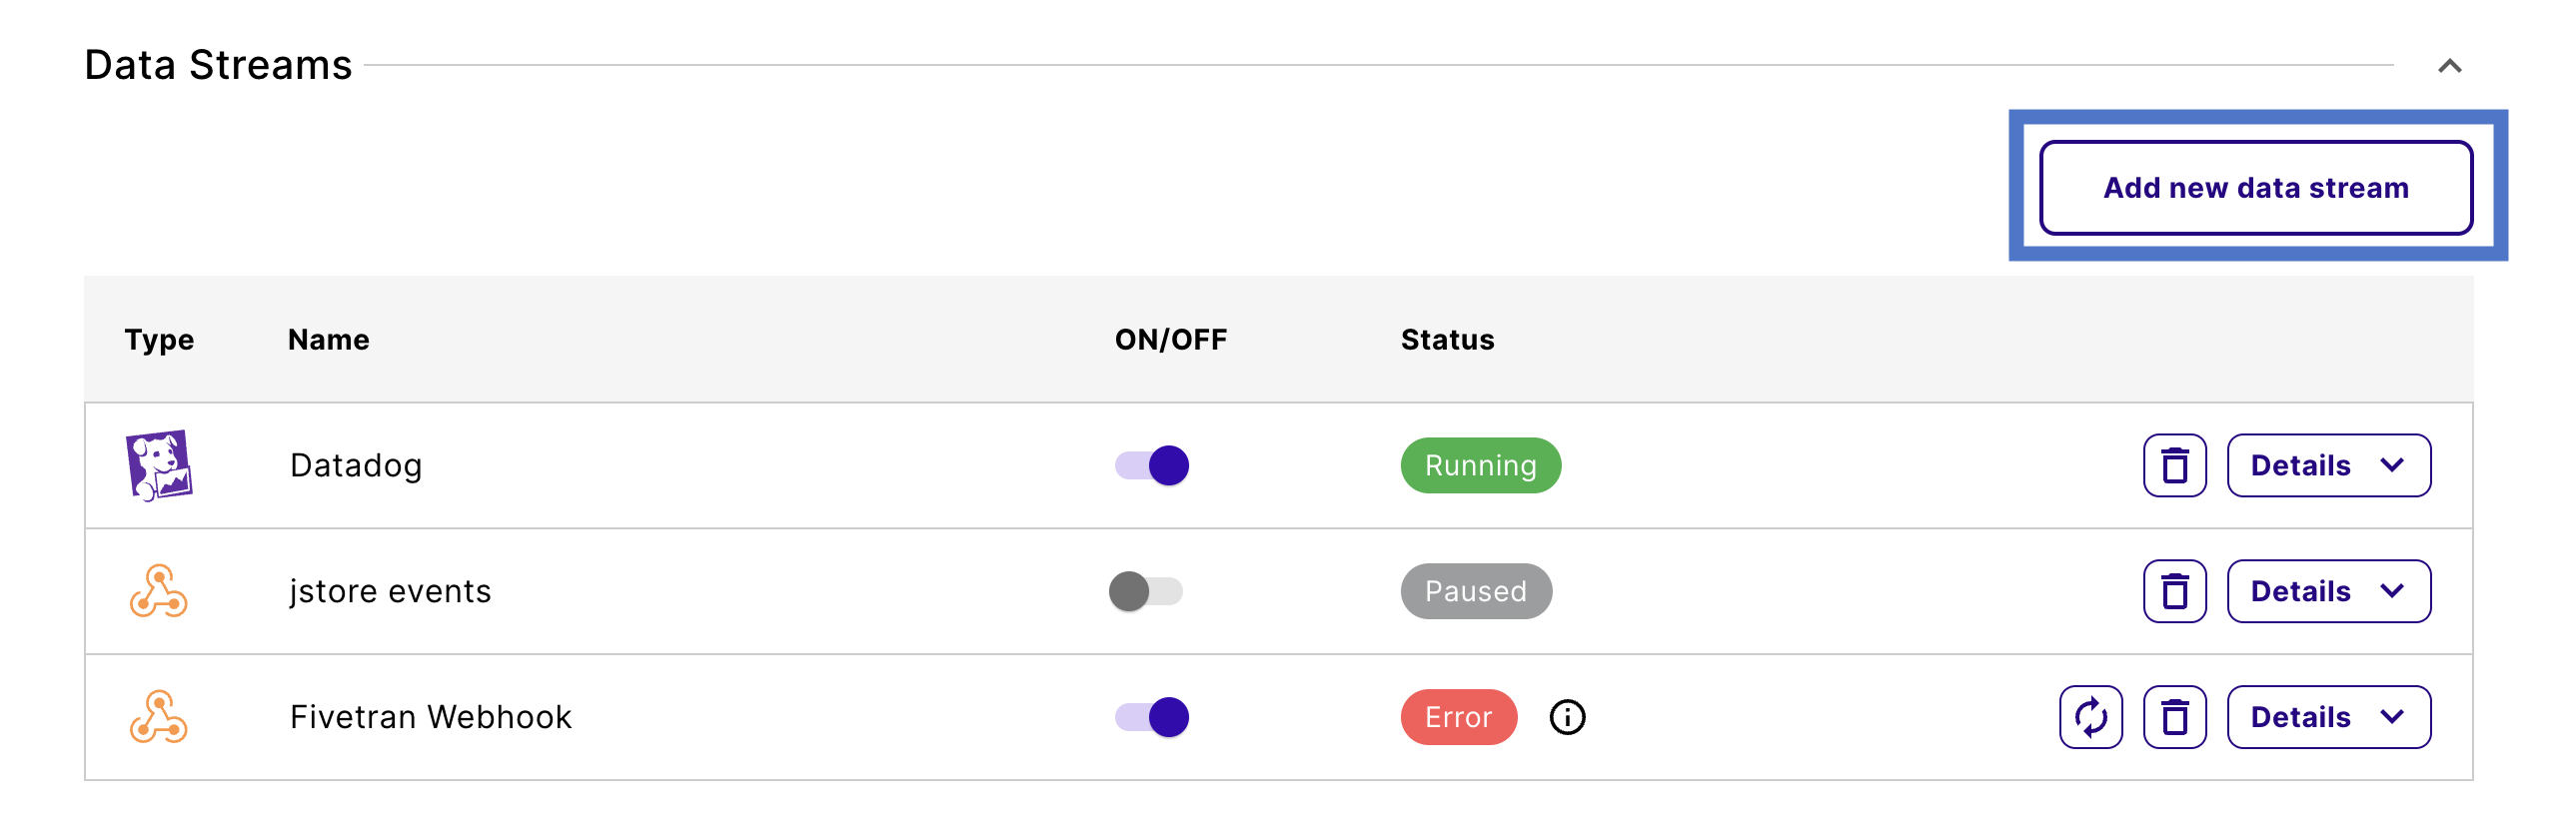 Data Streams
Add new data stream
Type Name ON/OFF Status
Datadog Running Details
jstore events Paused Details
Fivetran Webhook Error Details